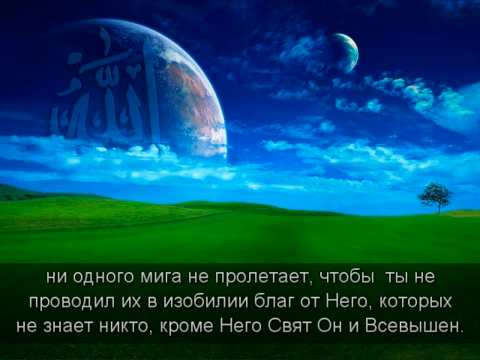 الله
ни одного мига не пролетает, чтобы  ты не
проводил их в изобилии благ от Него, которых
не знает никто, кроме Него Свят Он и Всевышен.